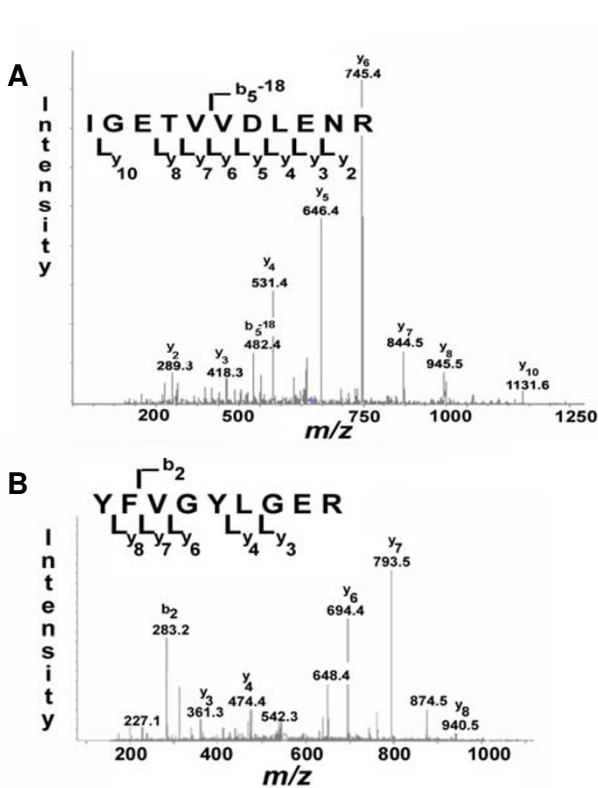 A
Intensity
b5-18
I G E T V V D L E N R
y10 y8 y7 y6 y5 y4 y3 y2
y6
745.4
y5
646.4
y4
531.4
b5-18
482.4
y2
289.3
y3
418.3
y7
844.5
y8
945.5
y10
1131.6
200 500 750 1000 1250
m/z
B
Intensity
b2
Y F V G Y L G E R
y8 y7 y6 y4 y3
y7
793.5
y6
694.4
b2
283.2
648.4
y4
474.4
y3
361.3
542.3
227.1
874.5
y8
940.5
200 400 600 800 1000
m/z